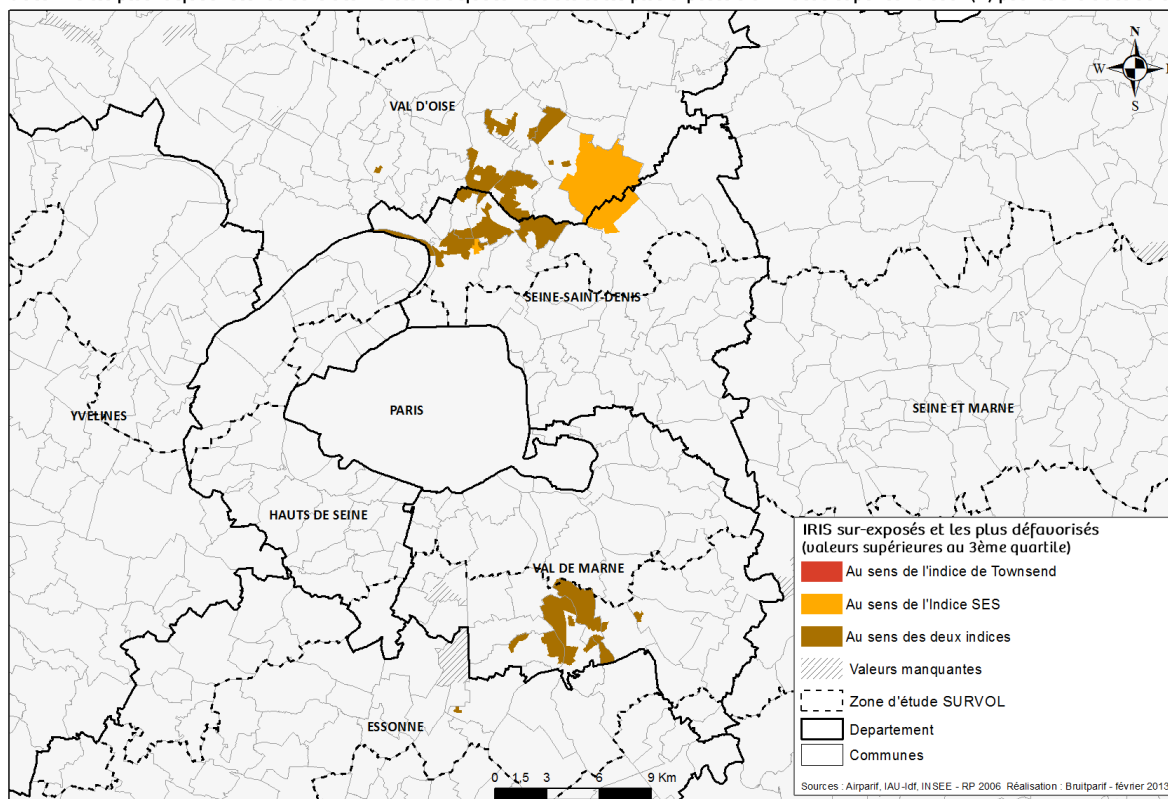 N
W
S
VAL D'OISE
SEINE-SAINT-DENIS
YVELINES
PARIS
SEINE ET MARNE
HAUTS DE SEINE
VAL DE MARNE
ESSONNE
IRIS sur-exposés et les plus défavorisés
(valeurs supérieures au 3ème quartile)
Au sens de l'indice de Townsend
Au sens de l'Indice SES
Au sens des deux indices
Valeurs manquantes
Zone d'étude SURVOL
Departement
Communes
0 1,5 3 6 9 Km
Sources : Airparif, IAU-Idf, INSEE - RP 2006 Réalisation : Bruitparif - février 2013